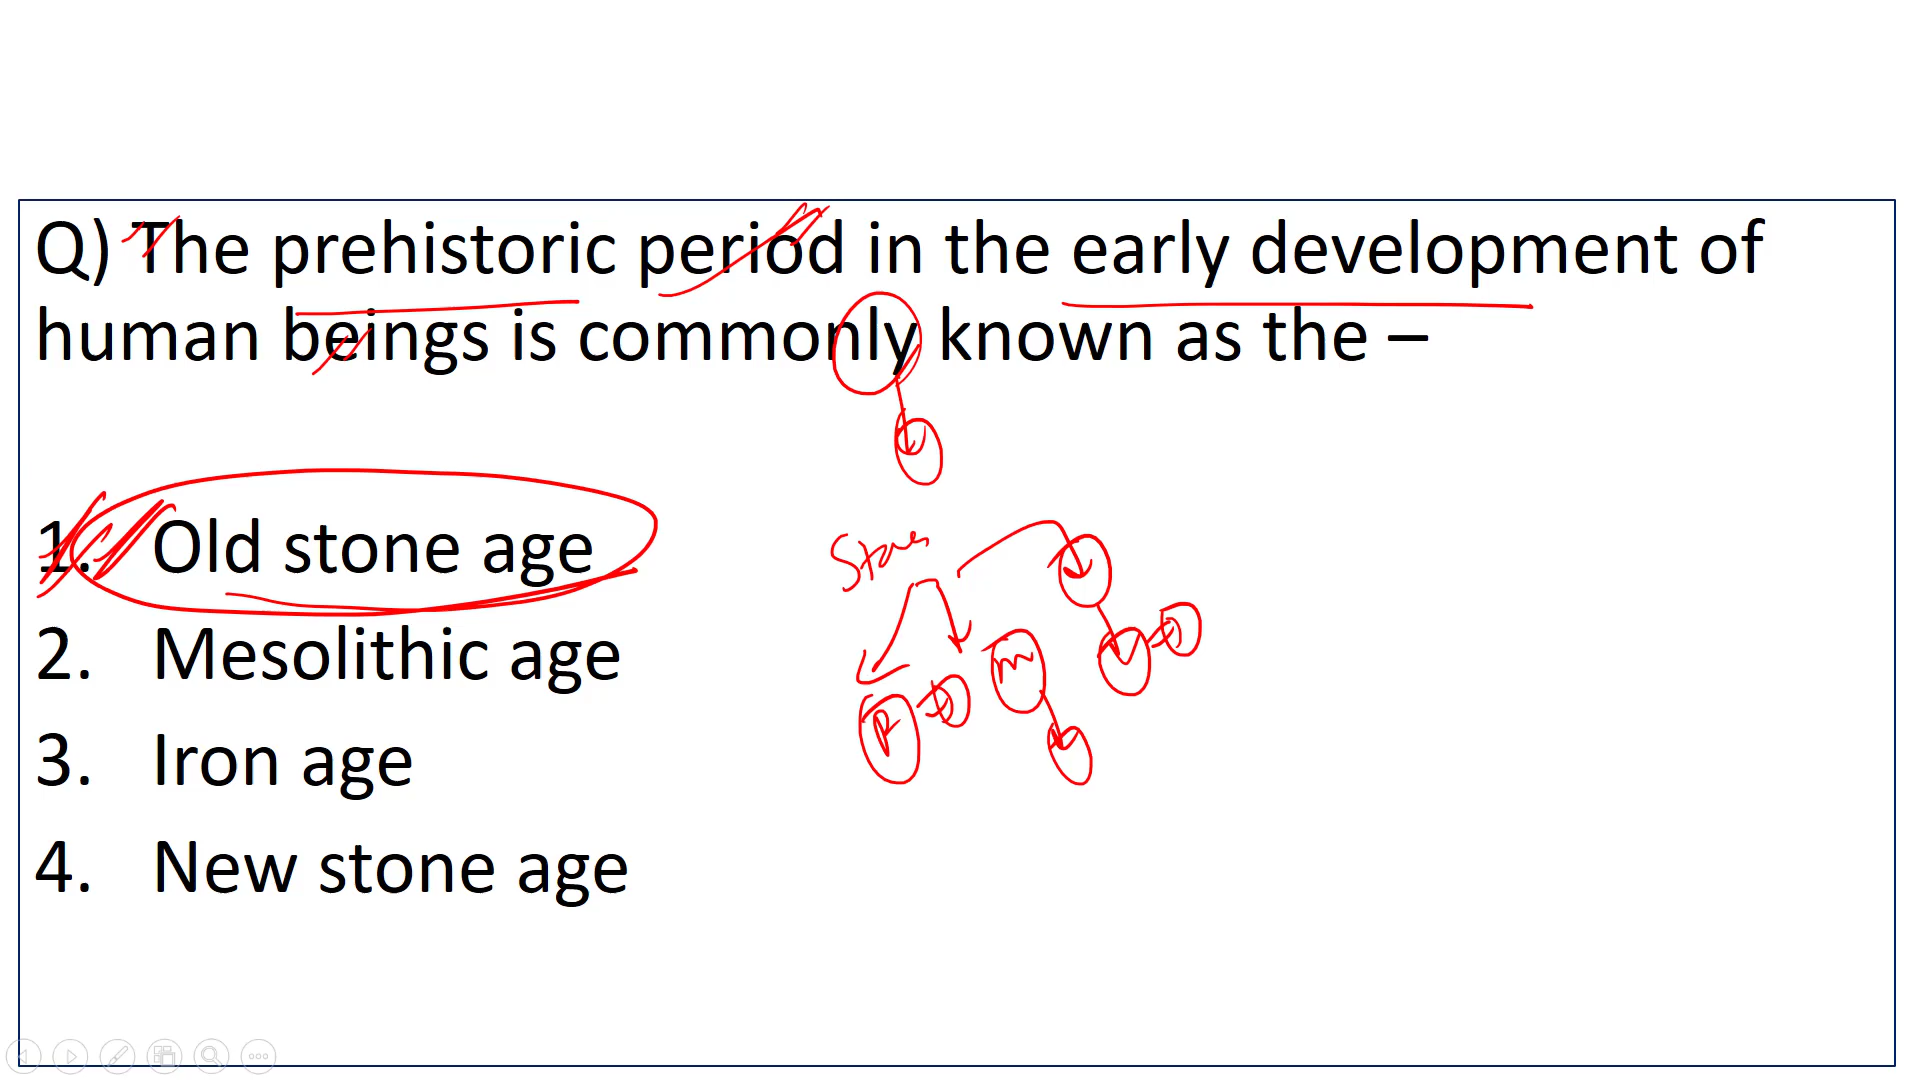 Q) The prehistoric period in the early development of
human beings is commonly known as the –
1. Old stone age
2. Mesolithic age
3. Iron age
4. New stone age
P
m